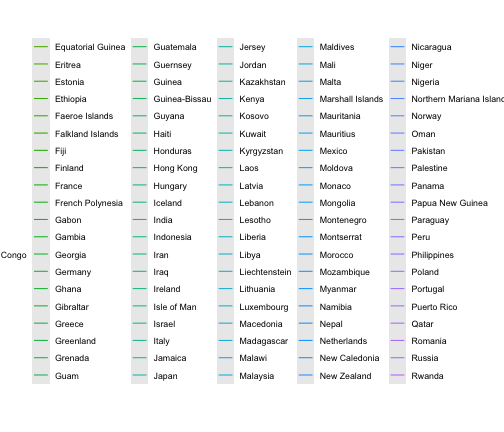 Equatorial Guinea Guatemala Jersey Maldives Nicaragua
Eritrea Guernsey Jordan Mali Niger
Estonia Guinea Kazakhstan Malta Nigeria
Ethiopia Guinea-Bissau Kenya Marshall Islands Northern Mariana Islanc
Faeroe Islands Guyana Kosovo Mauritania Norway
Falkland Islands Haiti Kuwait Mauritius Oman
Fiji Honduras Kyrgyzstan Mexico Pakistan
Finland Hong Kong Laos Moldova Palestine
France Hungary Latvia Monaco Panama
French Polynesia Iceland Lebanon Mongolia Papua New Guinea
Gabon India Lesotho Montenegro Paraguay
Gambia Indonesia Liberia Montserrat Peru
Congo Georgia Iran Libya Morocco Philippines
Germany Iraq Liechtenstein Mozambique Poland
Ghana Ireland Lithuania Myanmar Portugal
Gibraltar Isle of Man Luxembourg Namibia Puerto Rico
Greece Israel Macedonia Nepal Qatar
Greenland Italy Madagascar Netherlands Romania
Grenada Jamaica Malawi New Caledonia Russia
Guam Japan Malaysia New Zealand Rwanda